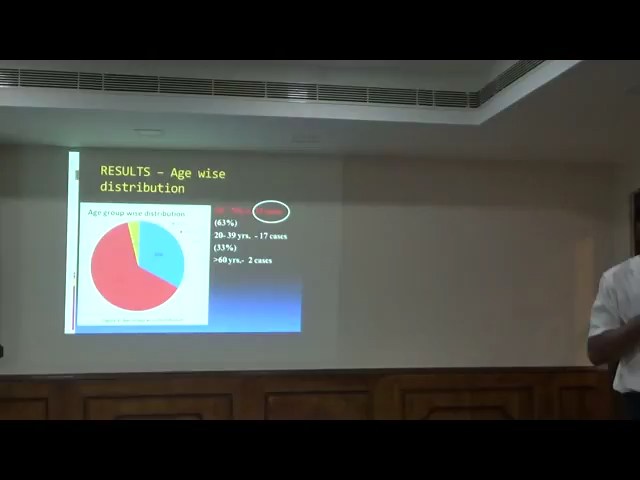 RESULTS – Age wise
distribution
Age group wise distribution
(63%)
20- 39 yrs. - 17 cases
(33%)
>60 yrs.- 2 cases